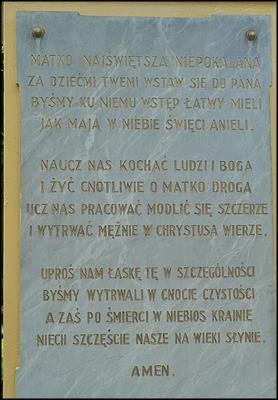 MATKO NAJŚWIĘTSZA NIEPOKALANA
ZA DZIEĆMI TWEMI WSTAW SIĘ DO PANA
BYŚMY KU NIEMU WSTĘP ŁATWY MIELI
JAK MAJĄ W NIEBIE ŚWIĘCI ANIELI.
NAUCZ NAS KOCHAĆ LUDZI I BOGA
I ŻYĆ CNOTLIWIE O MATKO DROGA
UCZ NAS PRACOWAĆ MODLIĆ SIĘ SZCZERZE
I WYTRWAĆ MĘŻNIE W CHRYSTUSA WIERZE.
UPROŚ NAM ŁASKĘ TĘ W SZCZEGÓLNOŚCI
BYŚMY WYTRWALI W CNOCIE CZYSTOŚCI
A ZAŚ PO ŚMIERCI W NIEBIOS KRAINIE
NIECH SZCZĘŚCIE NASZE NA WIEKI SŁYNIE.
AMEN.